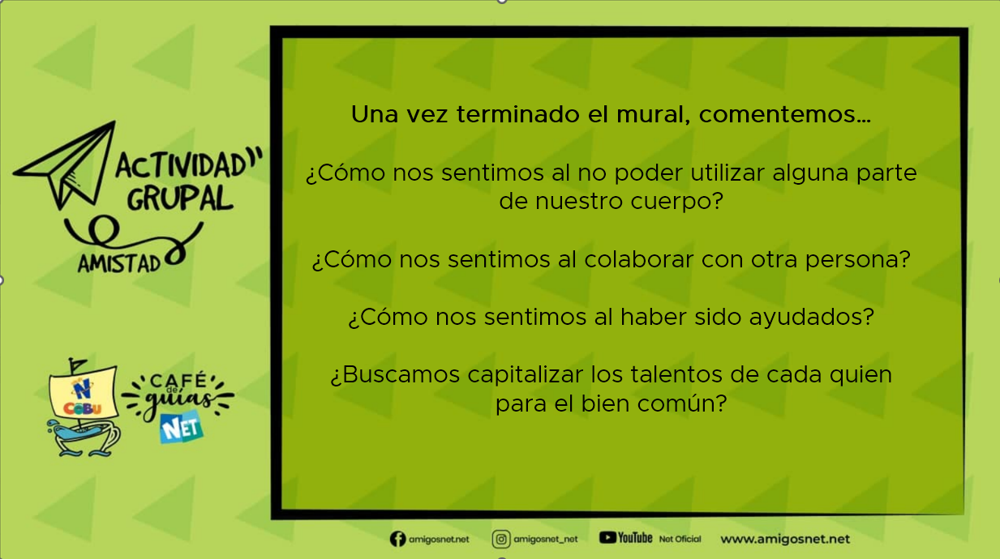 ACTIVIDAD
GRUPAL
AMISTAD
Una vez terminado el mural, comentemos...
¿Cómo nos sentimos al no poder utilizar alguna parte
de nuestro cuerpo?
¿Cómo nos sentimos al colaborar con otra persona?
¿Cómo nos sentimos al haber sido ayudados?
¿Buscamos capitalizar los talentos de cada quien
para el bien común?
N
CEBU
CAFÉ
de
guías
NET
amigosnet.net
amigosnet_net
YouTube Net Oficial
www.amigosnet.net